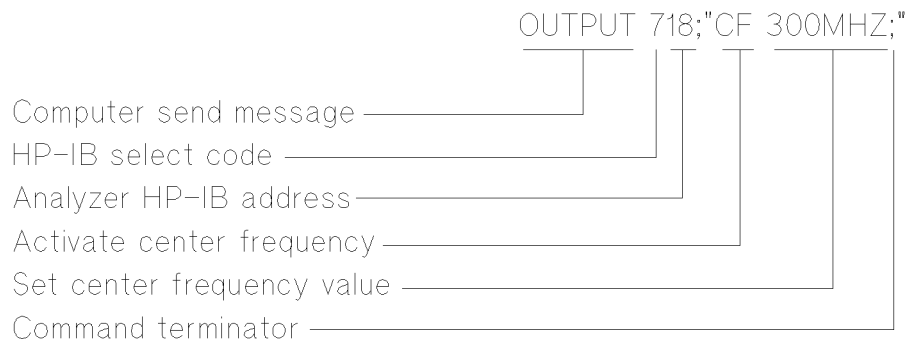 OUTPUT 718;"CF 300MHZ;"
Computer send message
HP-IB select code
Analyzer HP-IB address
Activate center frequency
Set center frequency value
Command terminator